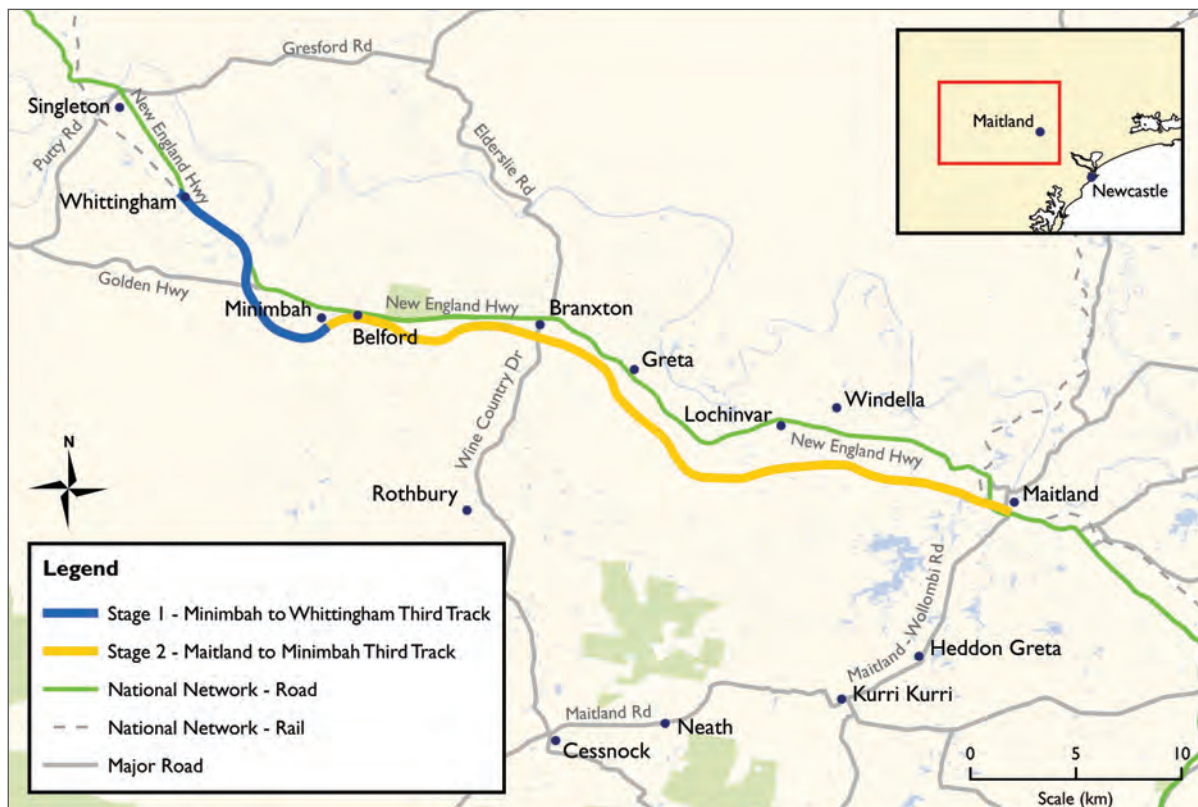 Gresford Rd
Singleton
New England Hwy
Putty Rd
Elderslie Rd
Maitland
Newcastle
Whittingham
Golden Hwy
Minimbah
New England Hwy
Branxton
Belford
Greta
Wine Country Dr
Windella
Lochinvar
New England Hwy
N
Rothbury
Maitland
Maitland - Wollombi Rd
Heddon Greta
Kurri Kurri
Maitland Rd
Neath
Cessnock
Legend
Stage 1 - Minimbah to Whittingham Third Track
Stage 2 - Maitland to Minimbah Third Track
National Network - Road
National Network - Rail
Major Road
0 5 10
Scale (km)